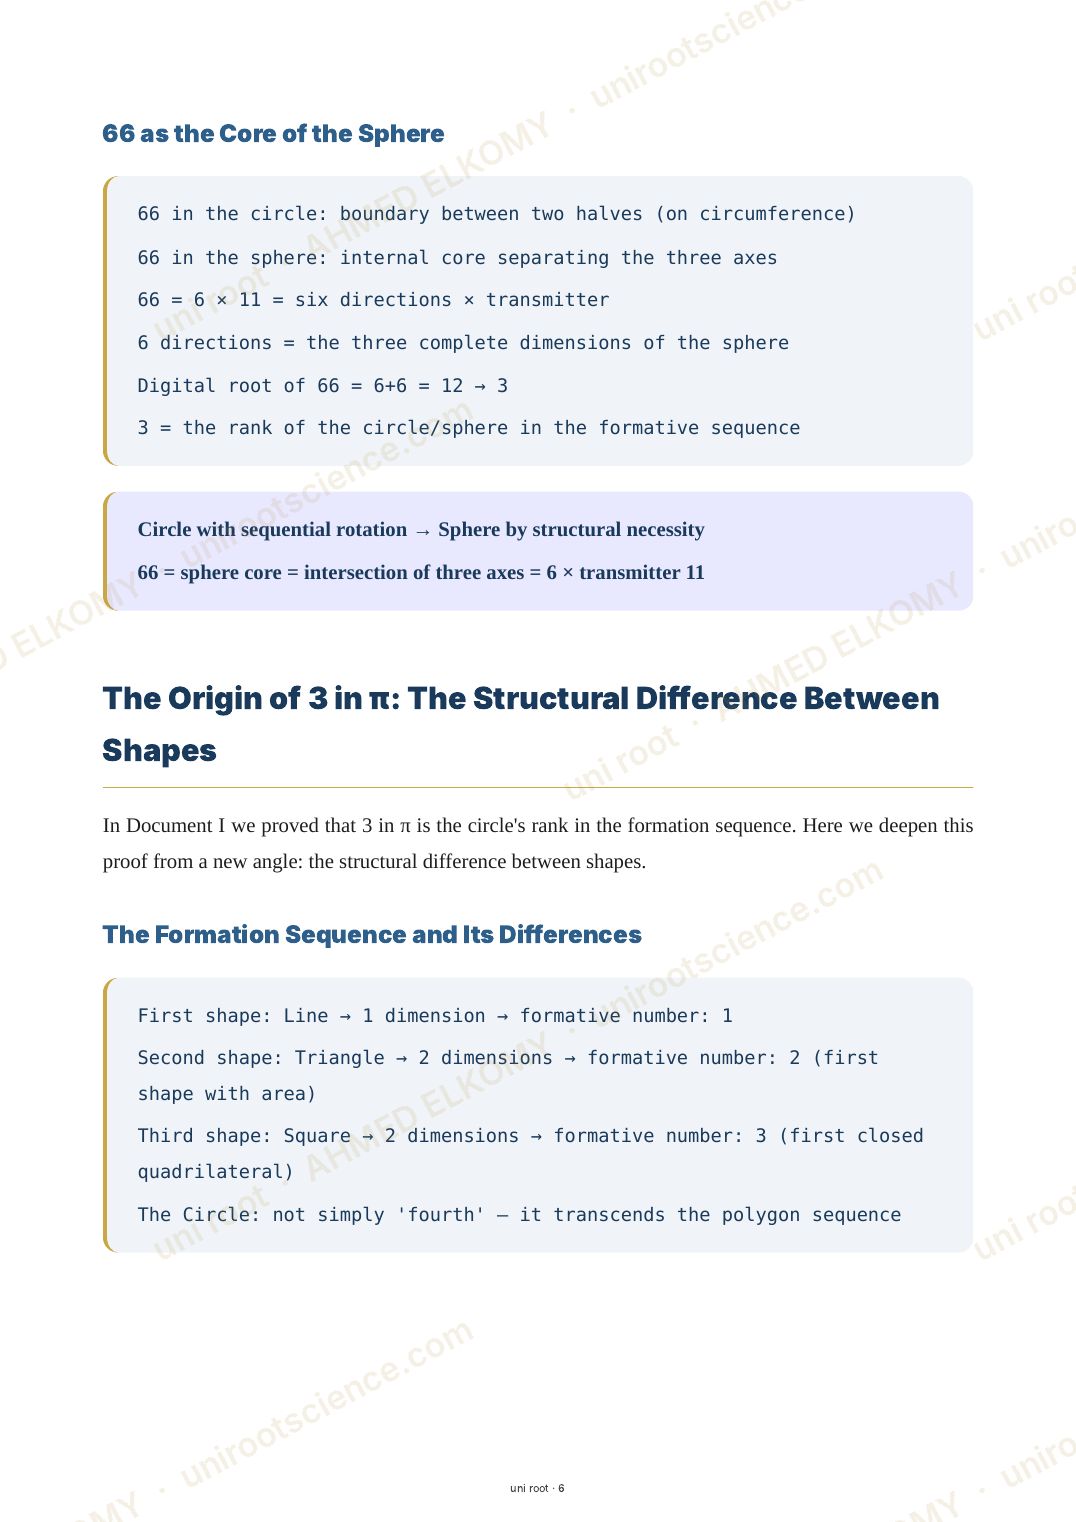 66 as the Core of the Sphere
66 in the circle: boundary between two halves (on circumference)
66 in the sphere: internal core separating the three axes
66 = 6 × 11 = six directions × transmitter
6 directions = the three complete dimensions of the sphere
Digital root of 66 = 6+6 = 12 → 3
3 = the rank of the circle/sphere in the formative sequence
Circle with sequential rotation → Sphere by structural necessity
66 = sphere core = intersection of three axes = 6 × transmitter 11
The Origin of 3 in π: The Structural Difference Between
Shapes
In Document I we proved that 3 in π is the circle's rank in the formation sequence. Here we deepen this
proof from a new angle: the structural difference between shapes.
The Formation Sequence and Its Differences
First shape: Line → 1 dimension → formative number: 1
Second shape: Triangle → 2 dimensions → formative number: 2 (first
shape with area)
Third shape: Square → 2 dimensions → formative number: 3 (first closed
quadrilateral)
The Circle: not simply 'fourth' — it transcends the polygon sequence
uni root · 6
uni root · AHMED ELKOMY · unirootscience.com